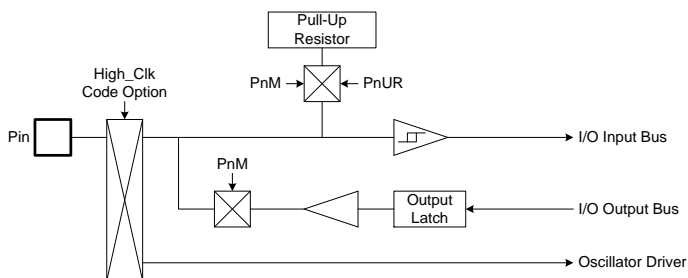 Pull-Up
Resistor
High_Clk
Code Option
PnM
PnUR
Pin
I/O Input Bus
PnM
Output
Latch
I/O Output Bus
Oscillator Driver